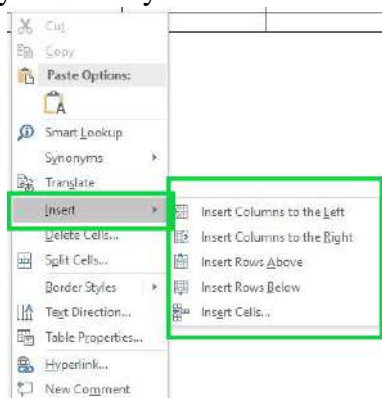 Cut
Copy
Paste Options:
A
Smart Lookup
Synonyms
Translate
Insert
Delete Cells...
Split Cells...
Border Styles
Text Direction...
Table Properties...
Hyperlink...
New Comment
Insert Columns to the Left
Insert Columns to the Right
Insert Rows Above
Insert Rows Below
Insert Cells...